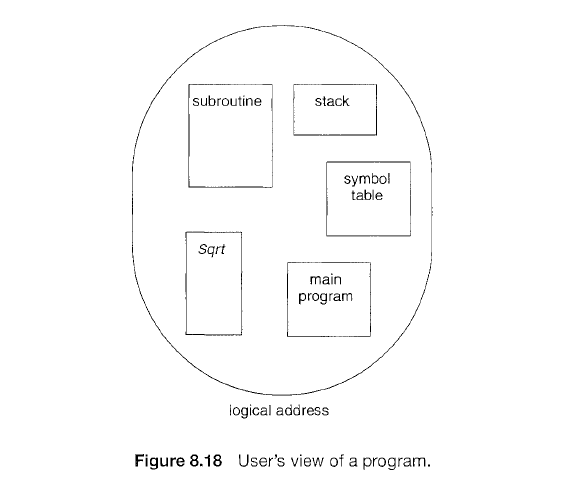 subroutine
stack
symbol
table
Sqrt
main
program
logical address
Figure 8.18 User's view of a program.